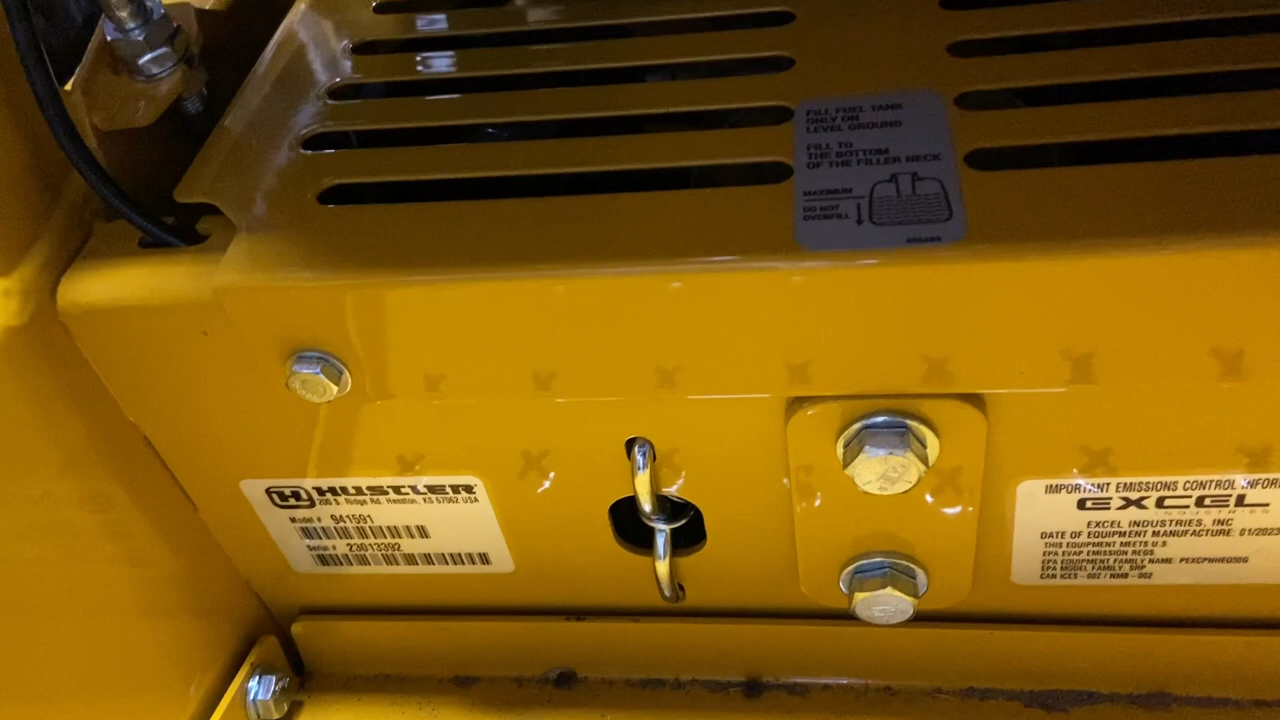 FILL FUEL TANK
ONLY ON
LEVEL GROUND
FILL TO
THE BOTTOM
OF THE FILLER NECK
MAXIMUM
DO NOT
OVERFILL
HUSTLER
200 S. Ridge Rd. Hesston, KS 67062 USA
Model # 941591
Serial # 23013392
IMPORTANT EMISSIONS CONTROL
EXCEL
INDUSTRIES
EXCEL INDUSTRIES, INC
DATE OF EQUIPMENT MANUFACTURE: 01/2023
THIS EQUIPMENT MEETS U.S
EPA EVAP EMISSION REGS
EPA EQUIPMENT FAMILY NAME:
EPA MODEL FAMILY: SRP
CAN ICES-002 / NMB-002